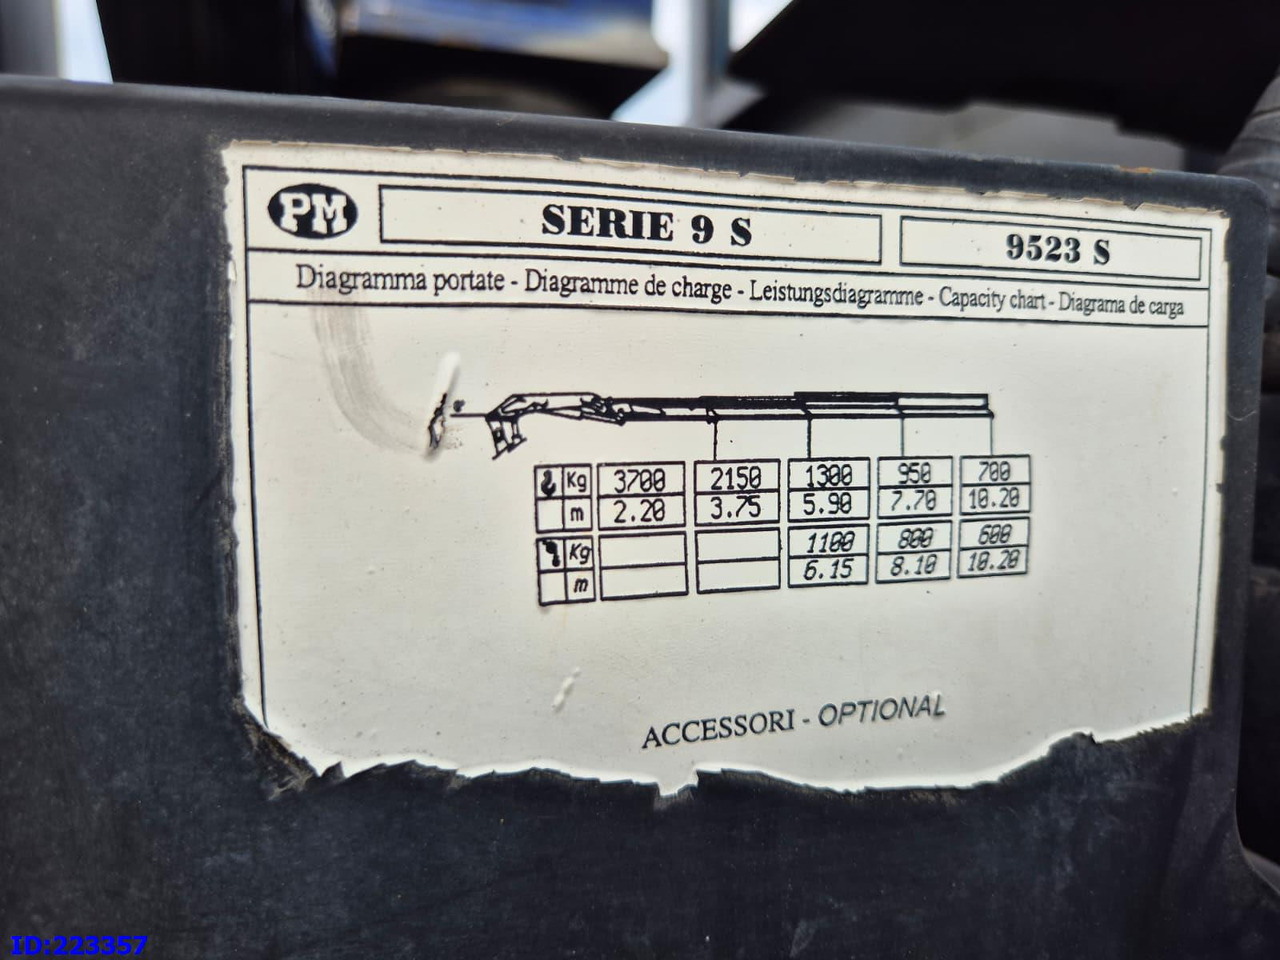 PM SERIE 9 S 9523 S
Diagramma portate - Diagramme de charge - Leistungsdiagramme - Capacity chart - Diagrama de carga
Kg 3700 2150 1300 950 700
m 2.20 3.75 5.90 7.70 10.20
Kg 1100 800 600
m 6.15 8.10 10.20
ACCESSORI - OPTIONAL
ID:223357